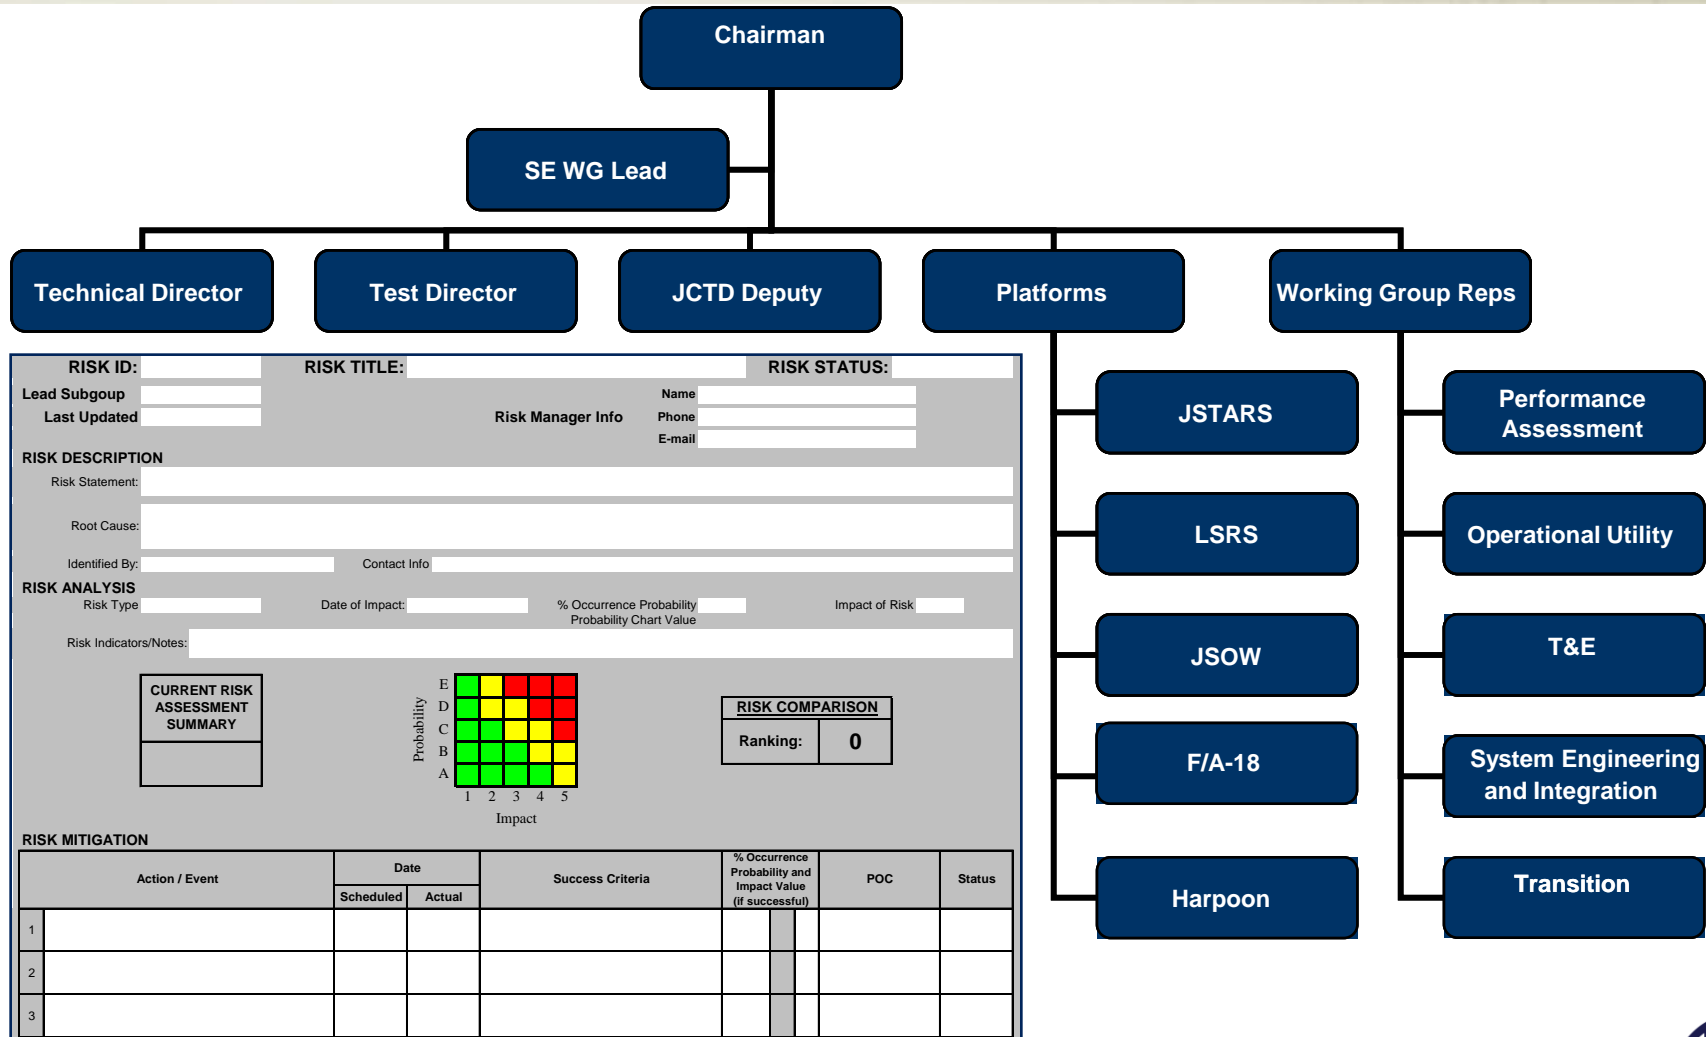 Chairman
SE WG Lead
Technical Director
Test Director
JCTD Deputy
Platforms
Working Group Reps
RISK ID:
RISK TITLE:
RISK STATUS:
Lead Subgoup
Name
Last Updated
Risk Manager Info
Phone
E-mail
RISK DESCRIPTION
Risk Statement:
Root Cause:
Identified By:
Contact Info
RISK ANALYSIS
Risk Type
Date of Impact:
% Occurrence Probability
Probability Chart Value
Impact of Risk
Risk Indicators/Notes:
CURRENT RISK
ASSESSMENT
SUMMARY
Probability
E
D
C
B
A
1 2 3 4 5
Impact
RISK COMPARISON
Ranking:
0
RISK MITIGATION
Action / Event
Date
Scheduled
Actual
Success Criteria
% Occurrence
Probability and
Impact Value
(if successful)
POC
Status
1
2
3
JSTARS
LSRS
JSOW
F/A-18
Harpoon
Performance
Assessment
Operational Utility
T&E
System Engineering
and Integration
Transition